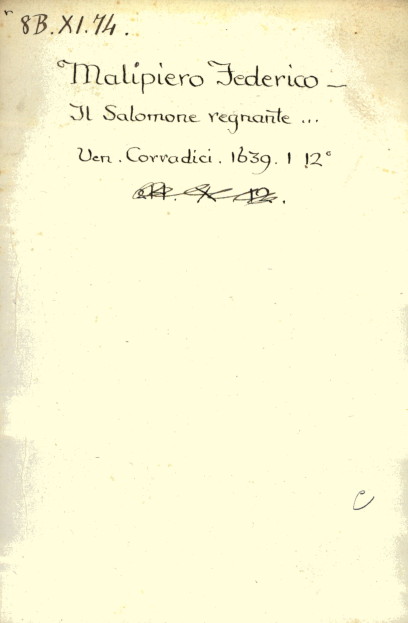 8B.XI.74.
Malipiero Federico —
Il Salomone regnante ...
Ven. Corradici. 1639. 1 12°
C